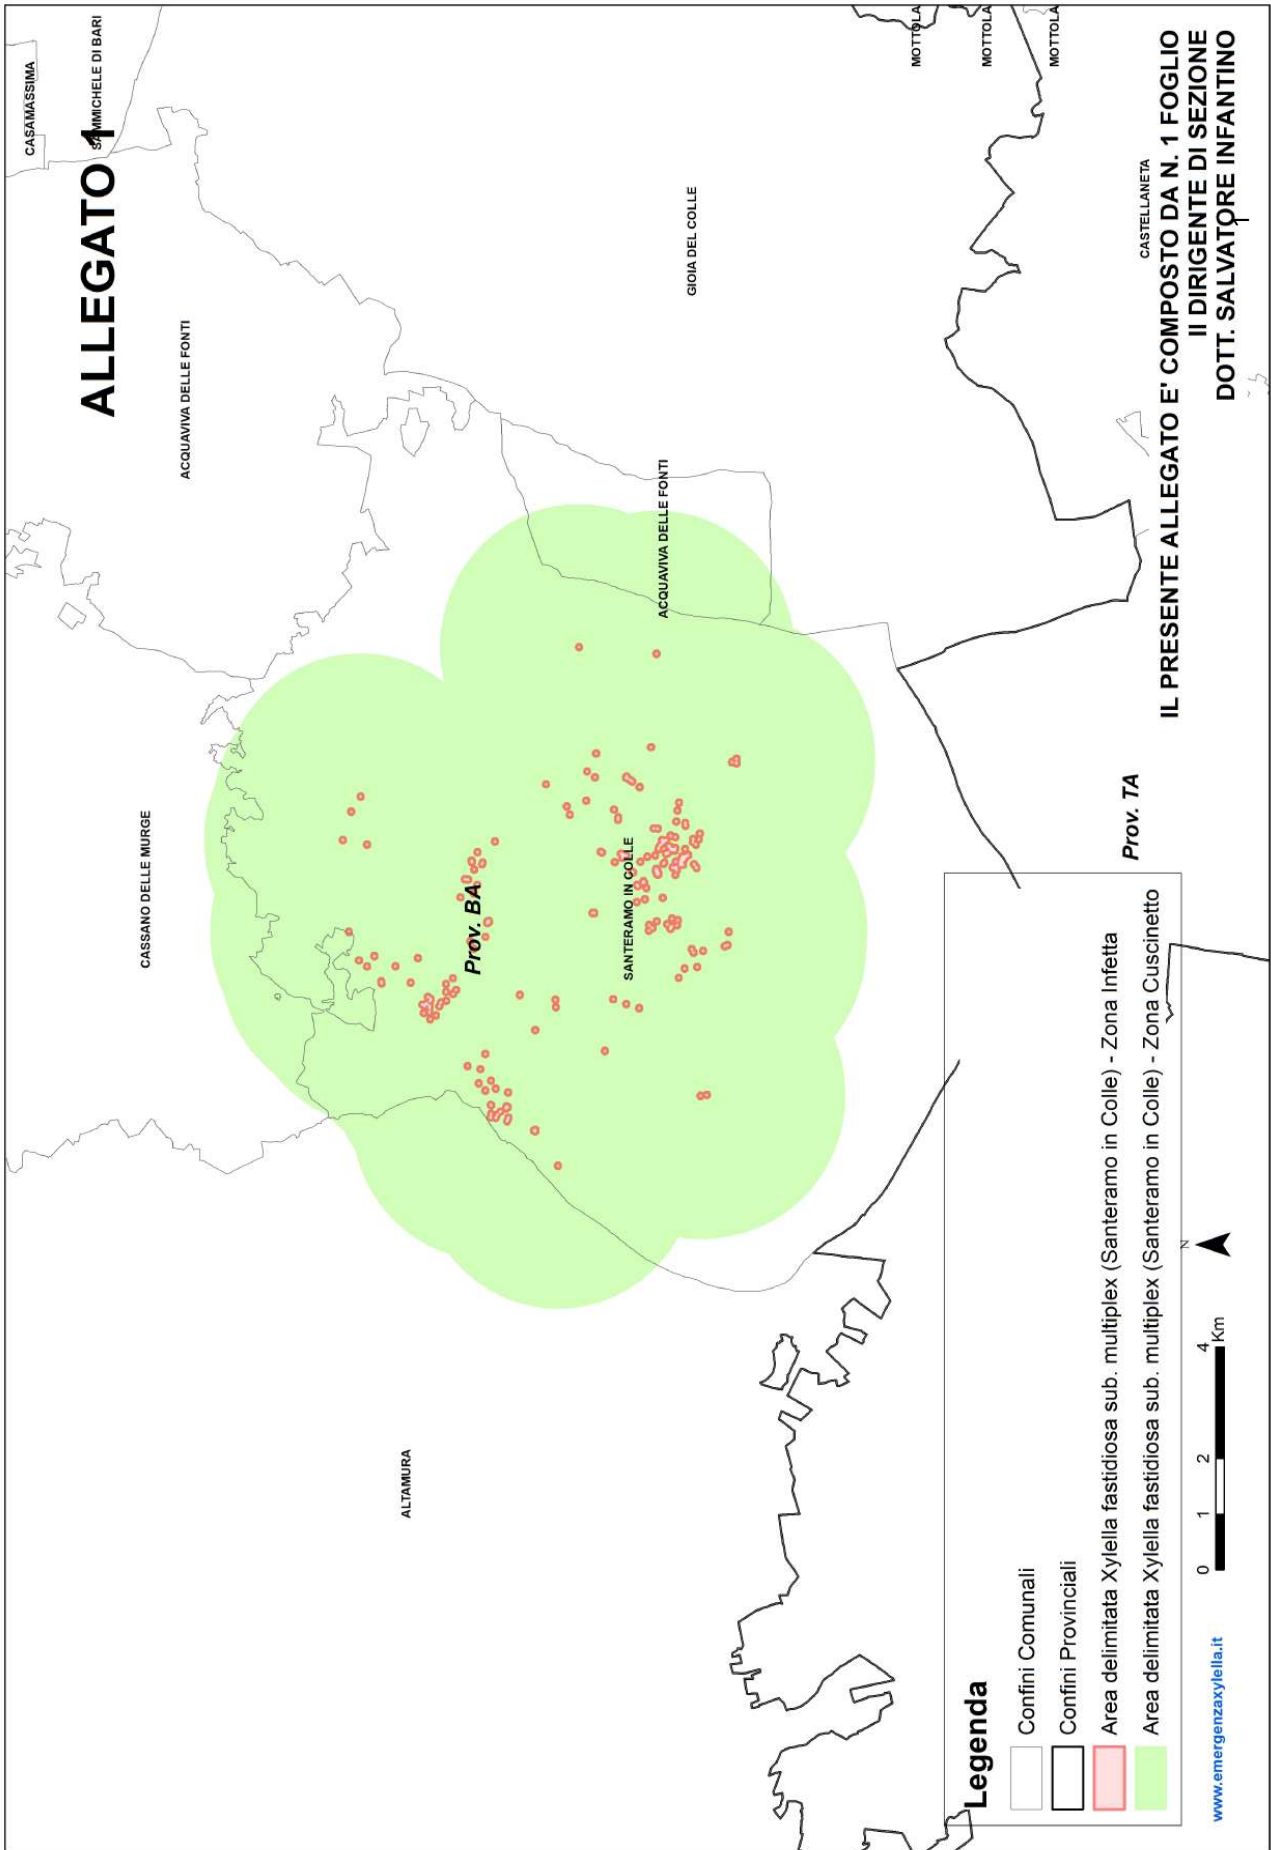 ALLEGATO 1
CASAMASSIMA
SAMMICHELE DI BARI
CASSANO DELLE MURGE
ACQUAVIVA DELLE FONTI
ALTAMURA
Prov. BA
SANTERAMO IN COLLE
ACQUAVIVA DELLE FONTI
GIOIA DEL COLLE
MOTTOLA
MOTTOLA
MOTTOLA
Prov. TA
CASTELLANETA
IL PRESENTE ALLEGATO E' COMPOSTO DA N. 1 FOGLIO
Il DIRIGENTE DI SEZIONE
DOTT. SALVATORE INFANTINO
Legenda
Confini Comunali
Confini Provinciali
Area delimitata Xylella fastidiosa sub. multiplex (Santeramo in Colle) - Zona Infetta
Area delimitata Xylella fastidiosa sub. multiplex (Santeramo in Colle) - Zona Cuscinetto
www.emergenzaxylella.it
0 1 2 4
Km
N